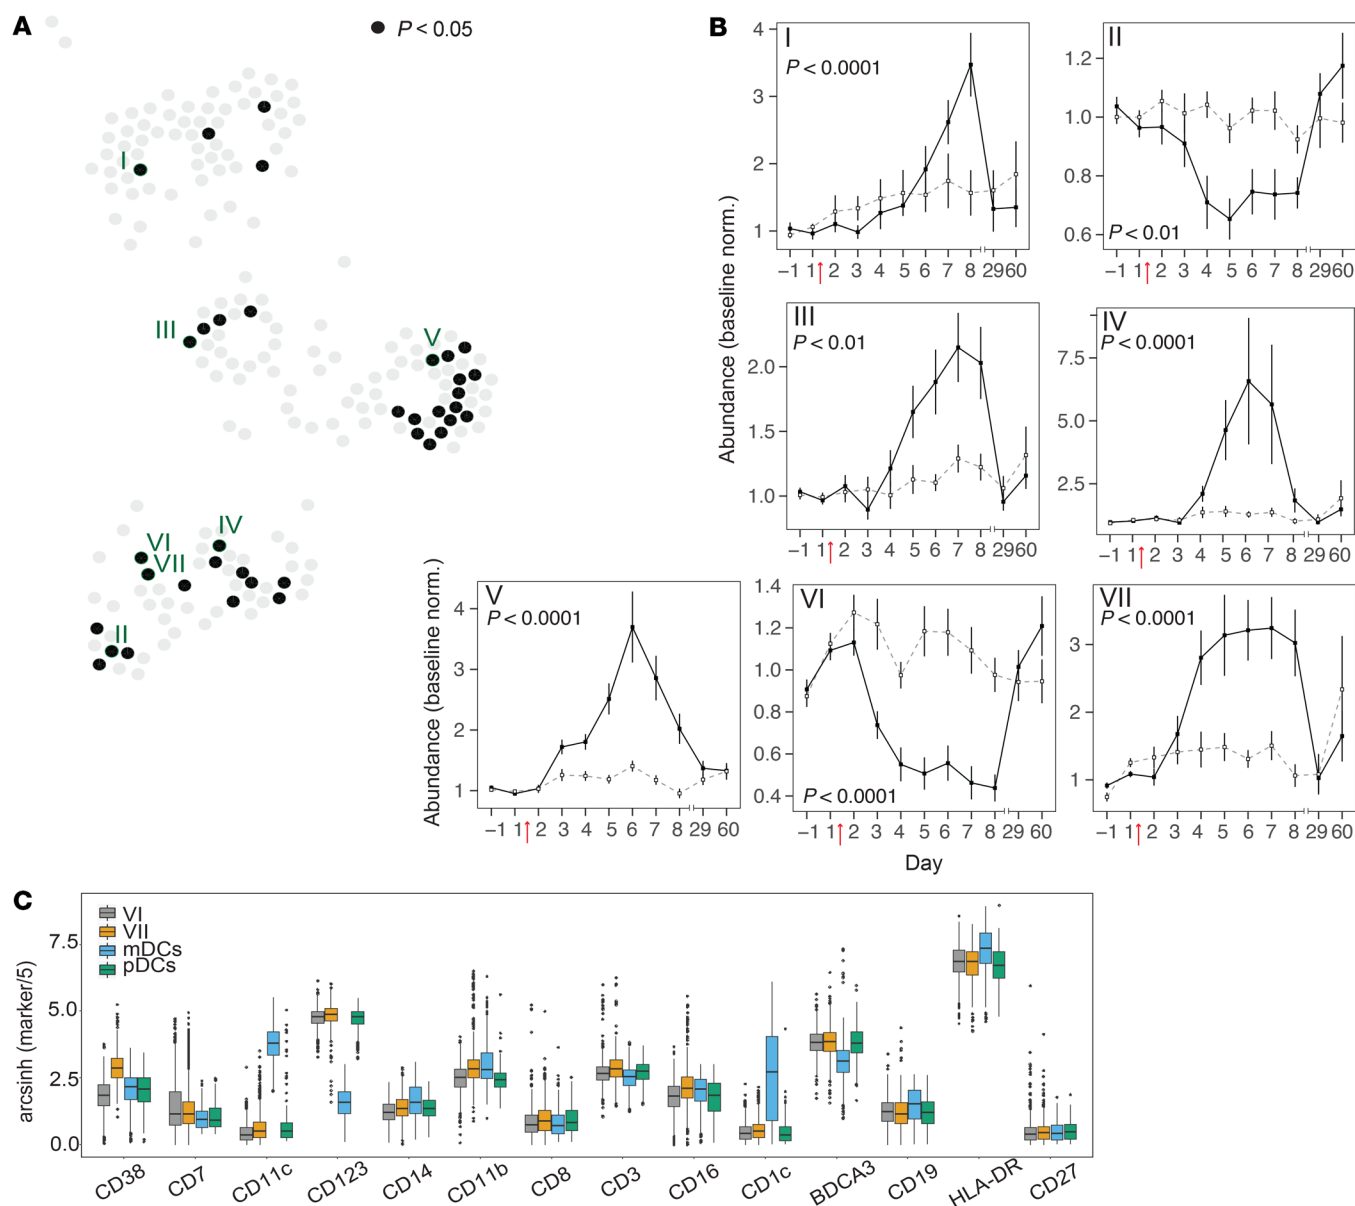 A
P < 0.05
I
III
V
VI
VII
IV
II
B
Abundance (baseline norm.)
I
P < 0.0001
4
3
2
1
−1 1 2 3 4 5 6 7 8 29 60
II
P < 0.01
1.2
1.0
0.8
0.6
−1 1 2 3 4 5 6 7 8 29 60
III
P < 0.01
2.0
1.5
1.0
−1 1 2 3 4 5 6 7 8 29 60
IV
P < 0.0001
7.5
5.0
2.5
−1 1 2 3 4 5 6 7 8 29 60
Abundance (baseline norm.)
V
P < 0.0001
4
3
2
1
−1 1 2 3 4 5 6 7 8 29 60
VI
P < 0.0001
1.4
1.2
1.0
0.8
0.6
0.4
−1 1 2 3 4 5 6 7 8 29 60
VII
P < 0.0001
3
2
1
−1 1 2 3 4 5 6 7 8 29 60
Day
C
arcsinh (marker/5)
7.5
5.0
2.5
0.0
VI
VII
mDCs
pDCs
CD38 CD7 CD11c CD123 CD14 CD11b CD8 CD3 CD16 CD1c BDCA3 CD19 HLA-DR CD27